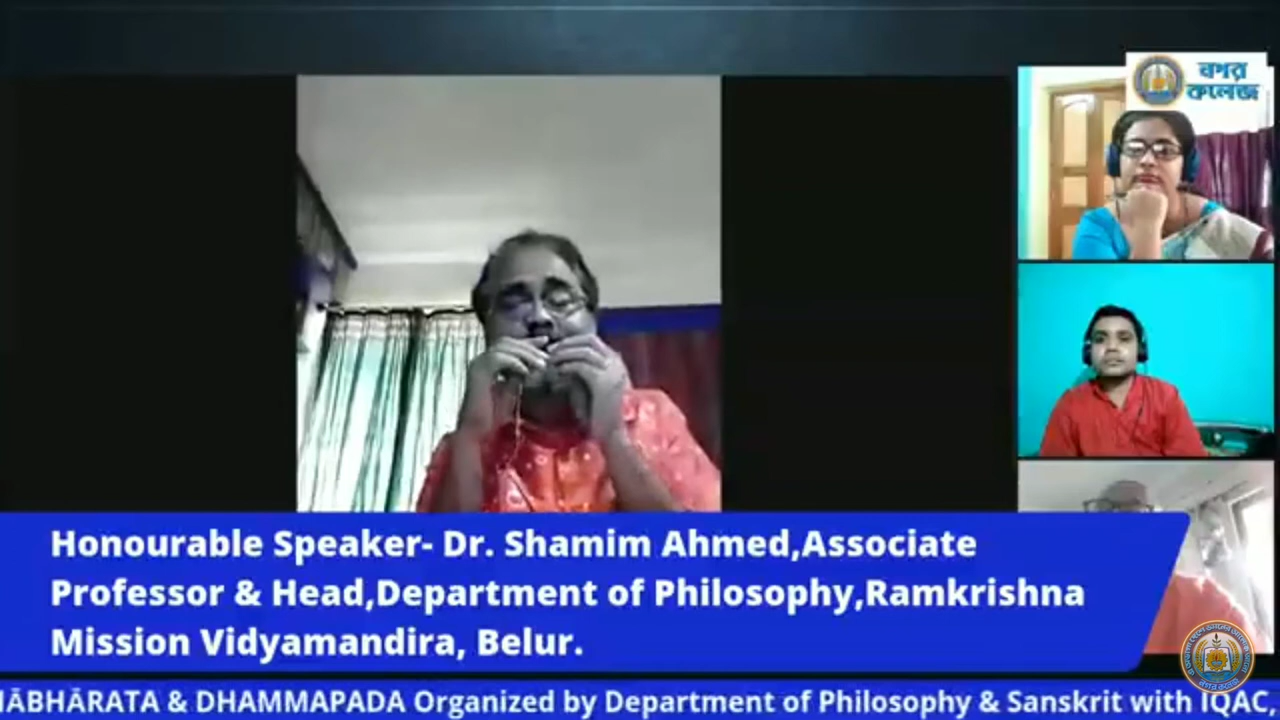 নগর
কলেজ
Honourable Speaker- Dr. Shamim Ahmed,Associate
Professor & Head,Department of Philosophy,Ramkrishna
Mission Vidyamandira, Belur.
ĀBHĀRATA & DHAMMAPADA Organized by Department of Philosophy & Sanskrit with IQAC,